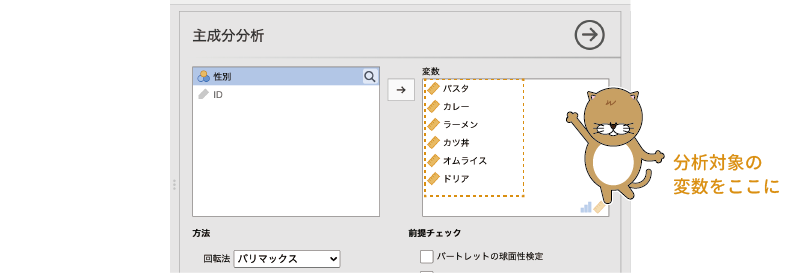 主成分分析
性別
ID
変数
パスタ
カレー
ラーメン
カツ丼
オムライス
ドリア
分析対象の
変数をここに
方法
回転法 バリマックス
前提チェック
バートレットの球面性検定